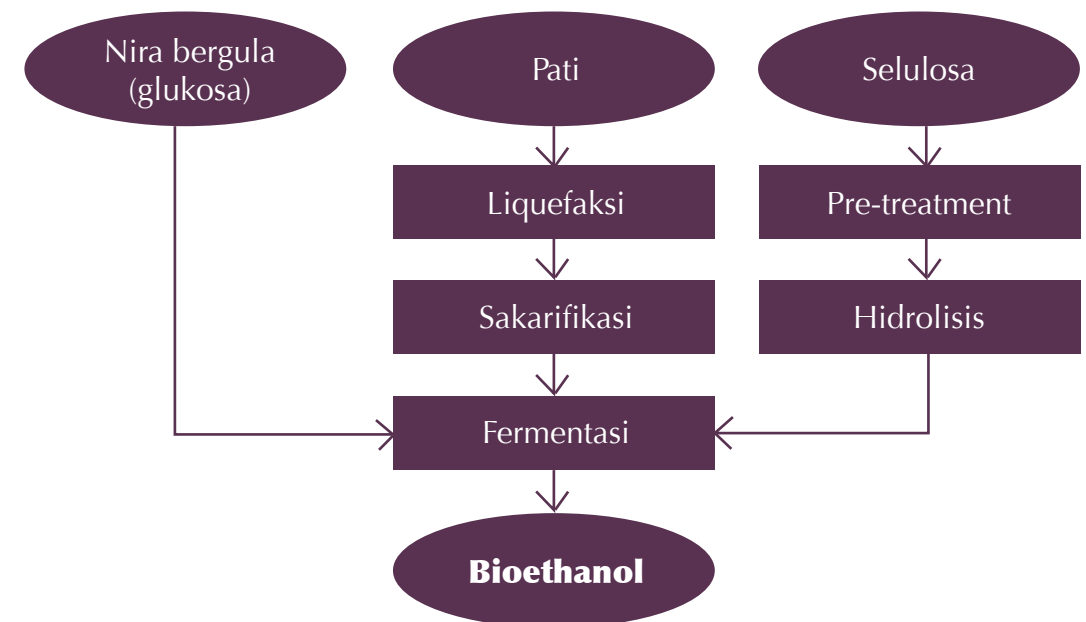 Nira bergula
(glukosa)
Pati
Selulosa
Liquefaksi
Pre-treatment
Sakarifikasi
Hidrolisis
Fermentasi
Bioethanol